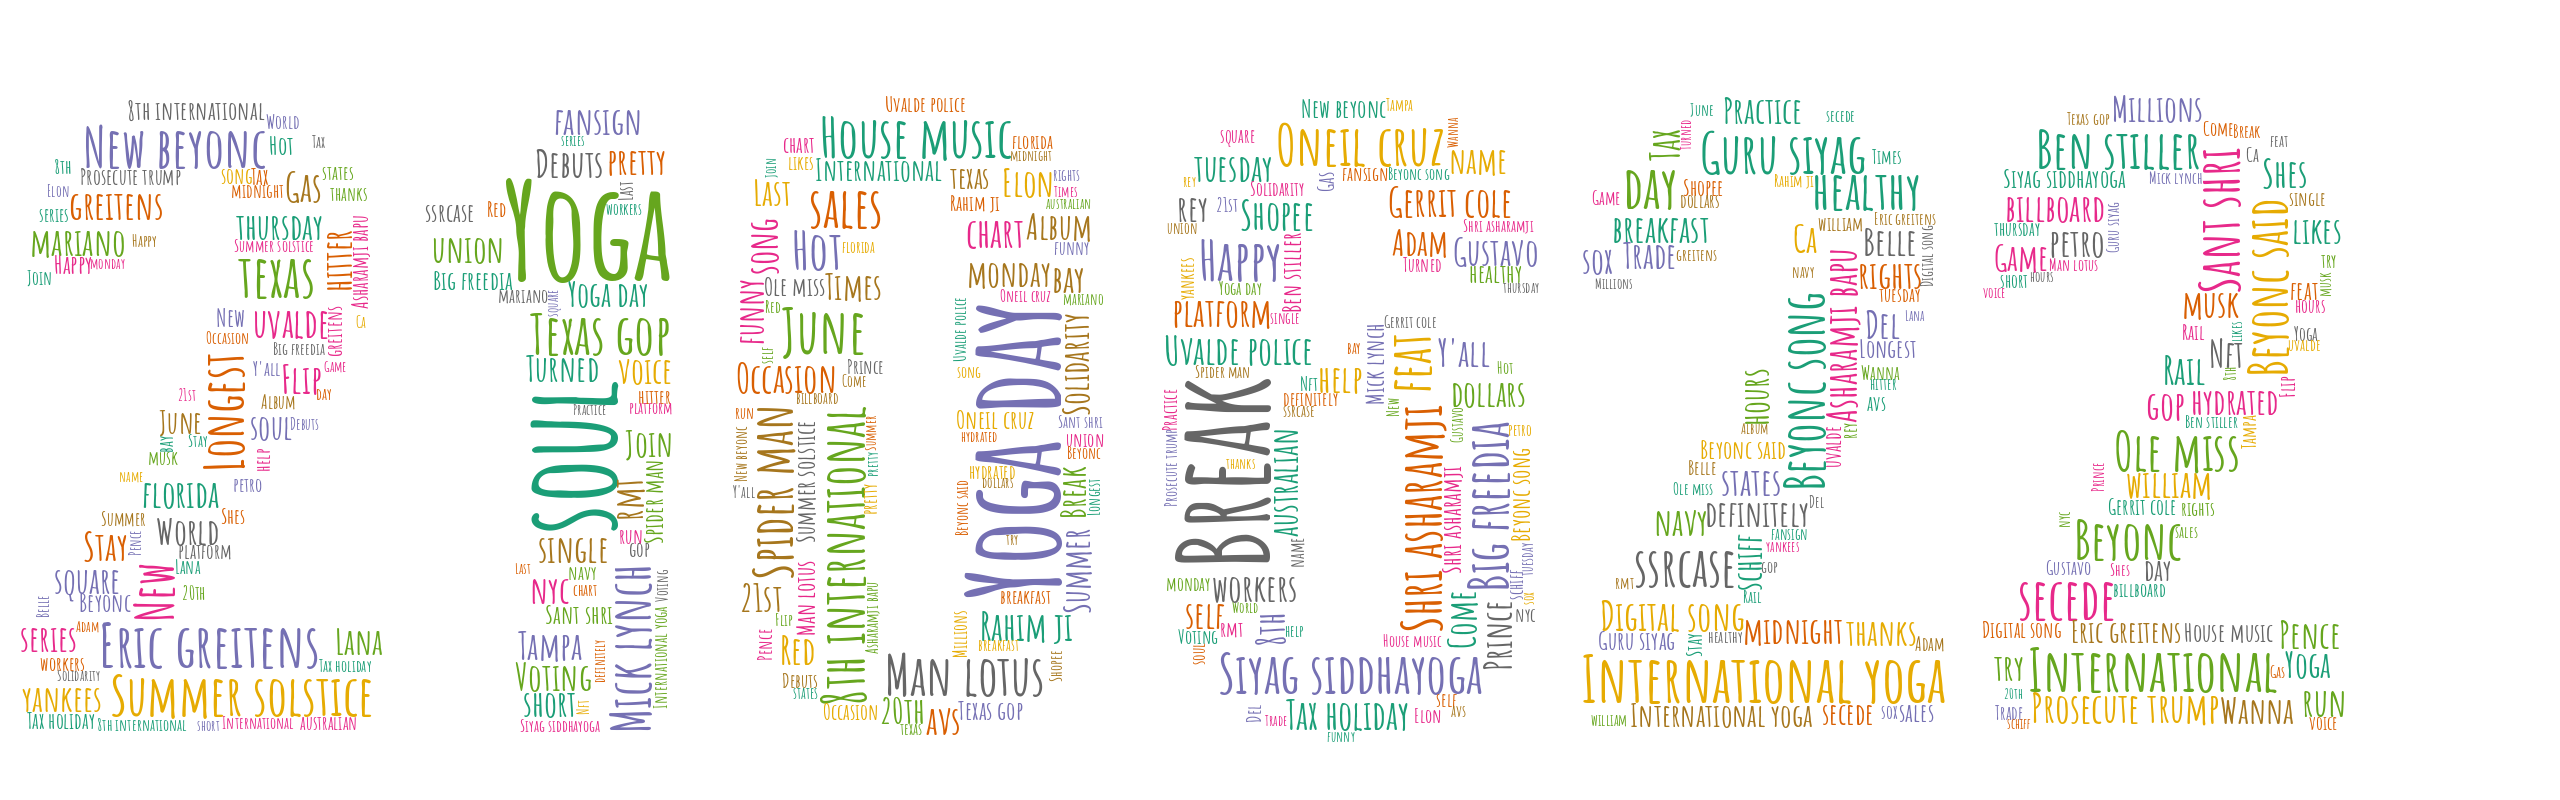 8th international
World
New beyonc
Hot
Tax
8th
Prosecute Trump
Song
Tax
States
Elon
Midnight
Gas
Thanks
Series
Greitens
Thursday
Mariano
Happy
Summer solstice
Hitter
Asharamji Bapu
Happy
Monday
Join
Texas
New
Uvalde
Greitens
Ca
Occasion
Big Freedia
Longest
Y'all
Flip
Game
21st
Album
Day
June
Soul
Debuts
Bay
Stay
Musk
Help
Name
Florida
Petro
Summer
World
Shes
Stay
Pence
Platform
Square
New
Lana
20th
Belle
Beyonc
Series
Adam
Eric Greitens
Lana
Workers
Solidarity
Tax holiday
Yankees
Summer solstice
Tax holiday
8th international
Short
International
Australian
Fansign
Series
Debuts
Pretty
Yoga
Last
ssrcase
Red
Workers
Union
Big Freedia
Mariano
Square
Yoga Day
Texas GOP
Turned
Voice
Soul
Practice
Hitter
Platform
Join
RMT
Spider Man
Run
Single
GOP
Last
Navy
NYC
Chart
Mick Lynch
Voting
Sant Shri
International Yoga
Tampa
Definitely
Voting
Short
Nft
Siyag Siddhayoga
Uvalde police
House music
Florida
Midnight
Chart
Likes
International
Join
Last
Sales
Texas
Elon
Rights
Times
Rahim Ji
Australian
Song
Hot
Florida
Chart
Album
Funny
Funny
Ole Miss
Times
Monday
Bay
Red
Oneil Cruz
Mariano
June
Uvalde police
Yoga Day
Solidarity
Self
Occasion
Prince
Come
Song
Billboard
Run
Spider Man
Summer solstice
8th international
Summer
Oneil Cruz
Sant Shri
New beyonc
Hydrated
Union
Beyonc
Pretty
Y'all
Pretty
Hydrated
Dollars
Break
Longest
Beyonc said
Try
21st
Man lotus
Asharamji Bapu
Breakfast
Summer
Flip
Pence
Red
Millions
Rahim Ji
Breakfast
Debuts
States
Man lotus
Shopee
Occasion
20th
Texas
AVS
Texas GOP
New beyonc
Tampa
Square
Oneil Cruz
Wanna
Name
Tuesday
Gas
Fansign
Beyonc song
Rey
Solidarity
Rey
21st
Shopee
Gerrit Cole
Union
Shri Asharamji
Happy
Ben Stiller
Adam
Gustavo
Turned
Healthy
Yankees
Yoga Day
Thursday
Platform
Single
Mick Lynch
Gerrit Cole
Uvalde police
Bay
Feat
Y'all
Spider Man
Nft
Help
Hot
Break
Definitely
ssrcase
New
Dollars
Practice
Prosecute Trump
Australian
Shri Asharamji
Gustavo
Big Freedia
Petro
Thanks
Shri Asharamji
Beyonc song
Name
Tuesday
Monday
Workers
Schiff
Self
World
Come
Prince
Sox
Voting
RMT
8th
Help
NYC
Soul
House music
Siyag Siddhayoga
Del
Trade
Tax holiday
Elon
Self
AVS
Funny
June
Practice
Secede
Tax
Turned
Guru Siyag
Times
Game
Day
Shopee
Dollars
Rahim Ji
Healthy
Breakfast
William
Eric Greitens
Ca
Belle
Digital song
Sox
Trade
Greitens
Millions
Navy
Asharamji Bapu
Rights
Tuesday
Beyonc song
Del
Lana
Longest
Hours
Wanna
Hitter
Album
AVS
Rey
Beyonc said
Uvalde
Belle
Ole Miss
States
Del
Navy
Definitely
Fansign
Yankees
ssrcase
Schiff
GOP
RMT
Rail
Digital song
Guru Siyag
Stay
Healthy
Midnight
Thanks
Adam
International Yoga
William
International Yoga
Secede
Sox
Sales
Millions
Texas GOP
Come
Break
Ben Stiller
Feat
Ca
Siyag Siddhayoga
Mick Lynch
Sant Shri
Shes
Billboard
Guru Siyag
Beyonc said
Single
Thursday
Petro
Likes
Game
Man lotus
Short
Hours
Try
Voice
Musk
Feat
Musk
Hours
Rail
Likes
Yoga
Uvalde
Nft
Rail
8th
Flip
GOP
Hydrated
Ben Stiller
Tampa
Ole Miss
Prince
William
Gerrit Cole
Rights
NYC
Beyonc
Sales
Gustavo
Shes
Day
Secede
Billboard
Digital song
Eric Greitens
House music
Pence
Try
International
Gas
Yoga
20th
Trade
Prosecute Trump
Wanna
Run
Schiff
Voice